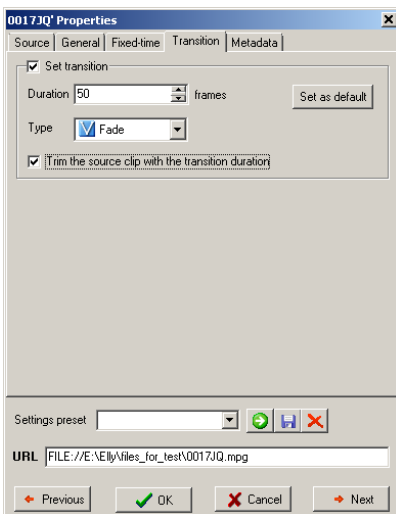 0017JQ' Properties
Source General Fixed-time Transition Metadata
Set transition
Duration 50 frames Set as default
Type Fade
Trim the source clip with the transition duration
Settings preset
URL FILE://E:\Elly\files_for_test\0017JQ.mpg
Previous OK Cancel Next